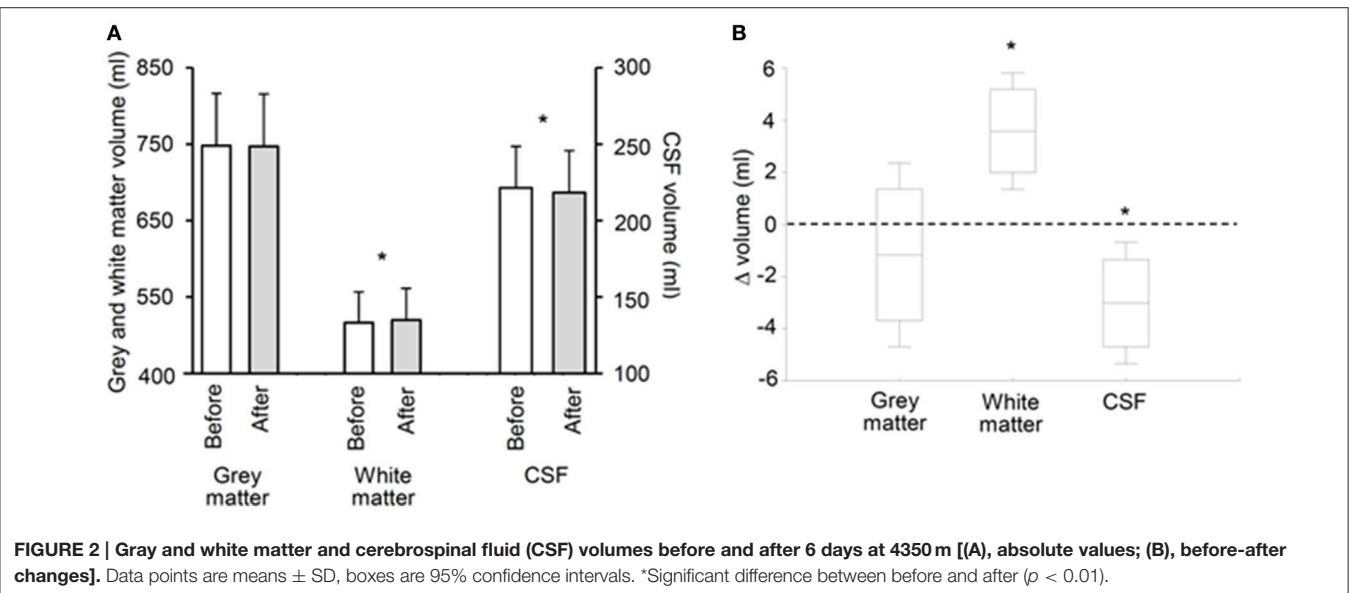 A
Grey and white matter volume (ml)
850
750
650
550
400
300
250
200
150
100
CSF volume (ml)
*
*
Before
After
Before
After
Before
After
Grey
matter
White
matter
CSF
B
Δ volume (ml)
6
4
2
0
-2
-4
-6
*
*
Grey
matter
White
matter
CSF
FIGURE 2 | Gray and white matter and cerebrospinal fluid (CSF) volumes before and after 6 days at 4350 m [(A), absolute values; (B), before-after
changes]. Data points are means ± SD, boxes are 95% confidence intervals. *Significant difference between before and after (p < 0.01).